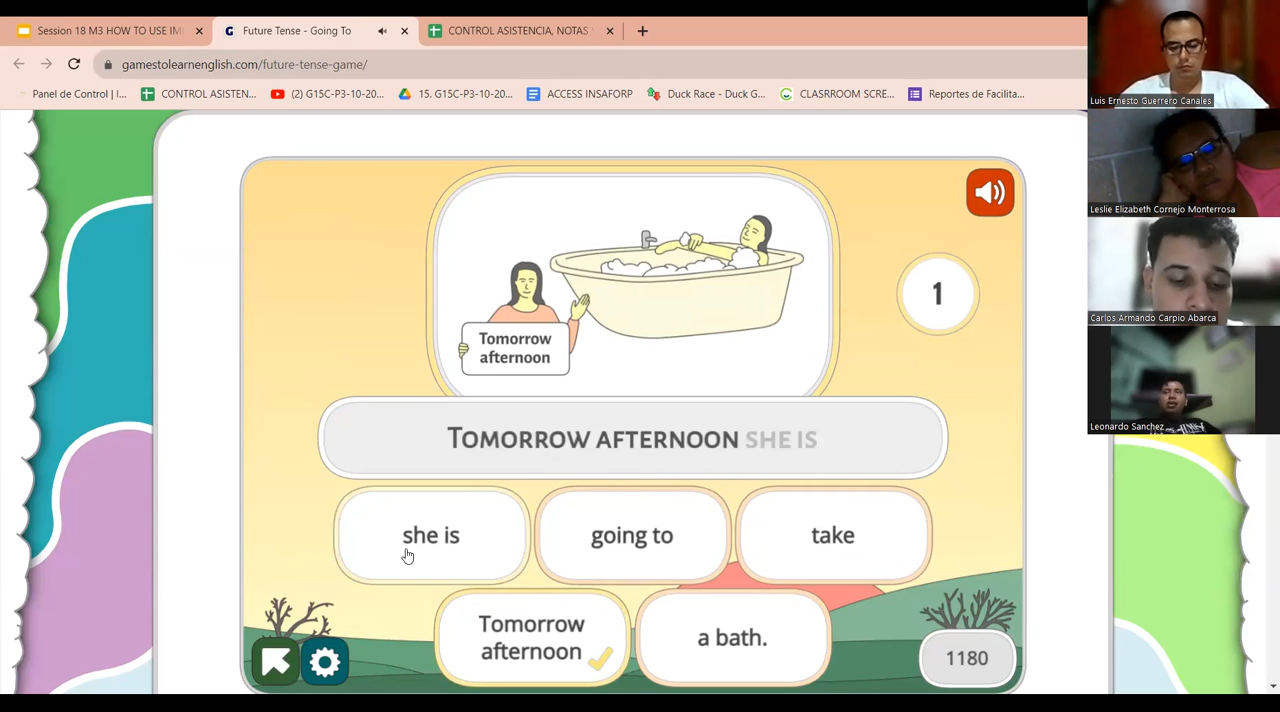 Session 18 M3 HOW TO USE IM
Future Tense - Going To
CONTROL ASISTENCIA, NOTAS Y
gamestolearnenglish.com/future-tense-game/
Panel de Control | I...
CONTROL ASISTEN...
(2) G15C-P3-10-20...
15. G15C-P3-10-20...
ACCESS INSAFORP
Duck Race - Duck G...
CLASRROOM SCRE...
Reportes de Facilita...
Luis Ernesto Guerrero Canales
Leslie Elizabeth Cornejo Monterrosa
Carlos Armando Carpio Abarca
Leonardo Sanchez
Tomorrow
afternoon
1
TOMORROW AFTERNOON SHE IS
she is
going to
take
Tomorrow
afternoon
a bath.
1180